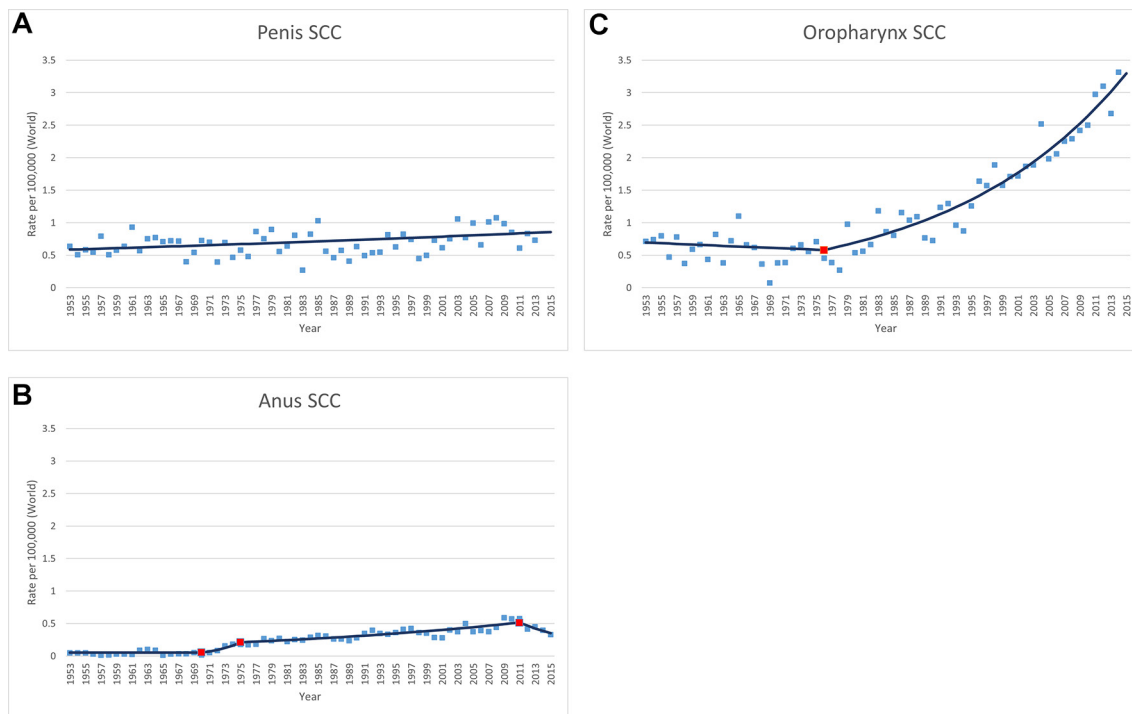 A
Penis SCC
3.5
3
2.5
2
1.5
1
0.5
0
Rate per 100,000 (World)
1953 1955 1957 1959 1961 1963 1965 1967 1969 1971 1973 1975 1977 1979 1981 1983 1985 1987 1989 1991 1993 1995 1997 1999 2001 2003 2005 2007 2009 2011 2013 2015
Year
B
Anus SCC
3.5
3
2.5
2
1.5
1
0.5
0
Rate per 100,000 (World)
1953 1955 1957 1959 1961 1963 1965 1967 1969 1971 1973 1975 1977 1979 1981 1983 1985 1987 1989 1991 1993 1995 1997 1999 2001 2003 2005 2007 2009 2011 2013 2015
Year
C
Oropharynx SCC
3.5
3
2.5
2
1.5
1
0.5
0
Rate per 100,000 (World)
1953 1955 1957 1959 1961 1963 1965 1967 1969 1971 1973 1975 1977 1979 1981 1983 1985 1987 1989 1991 1993 1995 1997 1999 2001 2003 2005 2007 2009 2011 2013 2015
Year